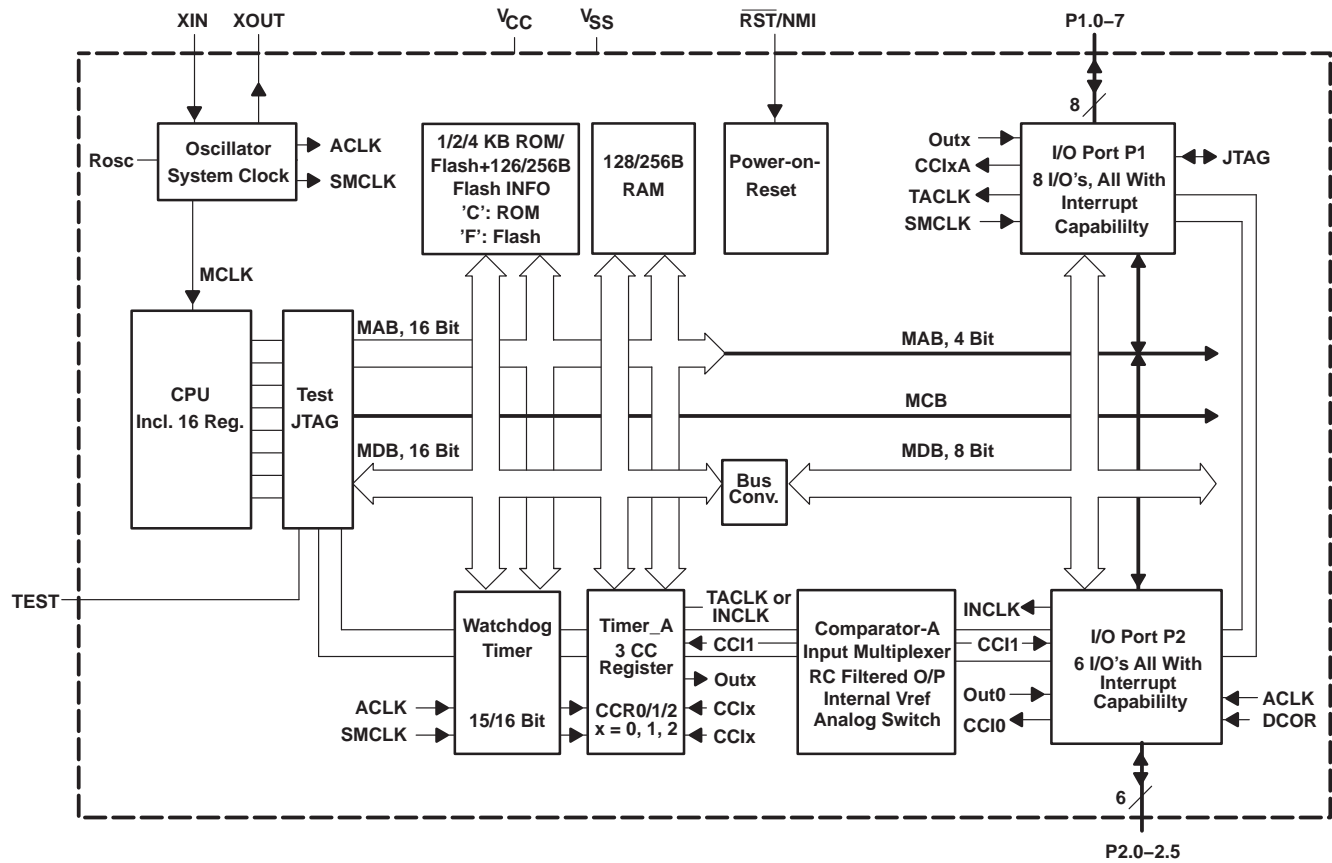 XIN XOUT VCC VSS RST/NMI P1.0–7
8
Rosc
Oscillator
System Clock
ACLK
SMCLK
1/2/4 KB ROM/
Flash+126/256B
Flash INFO
'C': ROM
'F': Flash
128/256B
RAM
Power-on-
Reset
Outx
CCIxA
TACLK
SMCLK
I/O Port P1
8 I/O's, All With
Interrupt
Capabililty
JTAG
MCLK
CPU
Incl. 16 Reg.
Test
JTAG
MAB, 16 Bit
MAB, 4 Bit
MCB
MDB, 16 Bit
MDB, 8 Bit
Bus
Conv.
TEST
Watchdog
Timer
15/16 Bit
ACLK
SMCLK
Timer_A
3 CC
Register
CCR0/1/2
x = 0, 1, 2
TACLK or
INCLK
CCI1
Outx
CCIx
CCIx
Comparator-A
Input Multiplexer
RC Filtered O/P
Internal Vref
Analog Switch
INCLK
CCI1
Out0
CCI0
I/O Port P2
6 I/O's All With
Interrupt
Capabililty
ACLK
DCOR
6
P2.0–2.5